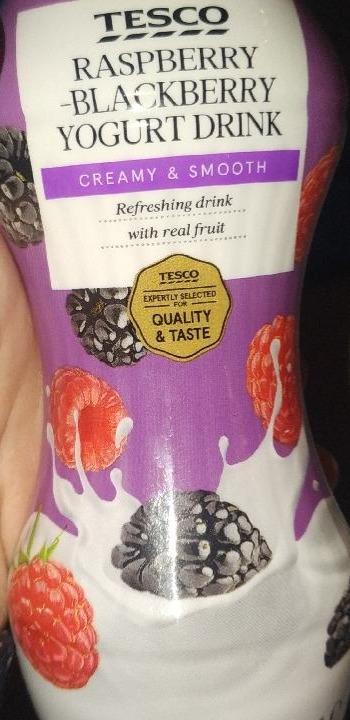 TESCO
RASPBERRY
-BLACKBERRY
YOGURT DRINK
CREAMY & SMOOTH
Refreshing drink
with real fruit
TESCO
EXPERTLY SELECTED
FOR
QUALITY
& TASTE